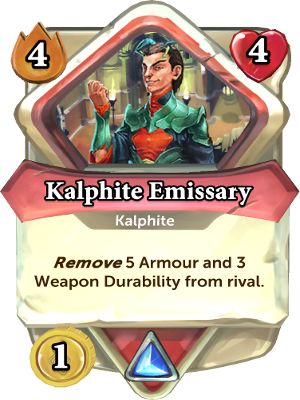 4 4
Kalphite Emissary
Kalphite
Remove 5 Armour and 3
Weapon Durability from rival.
1